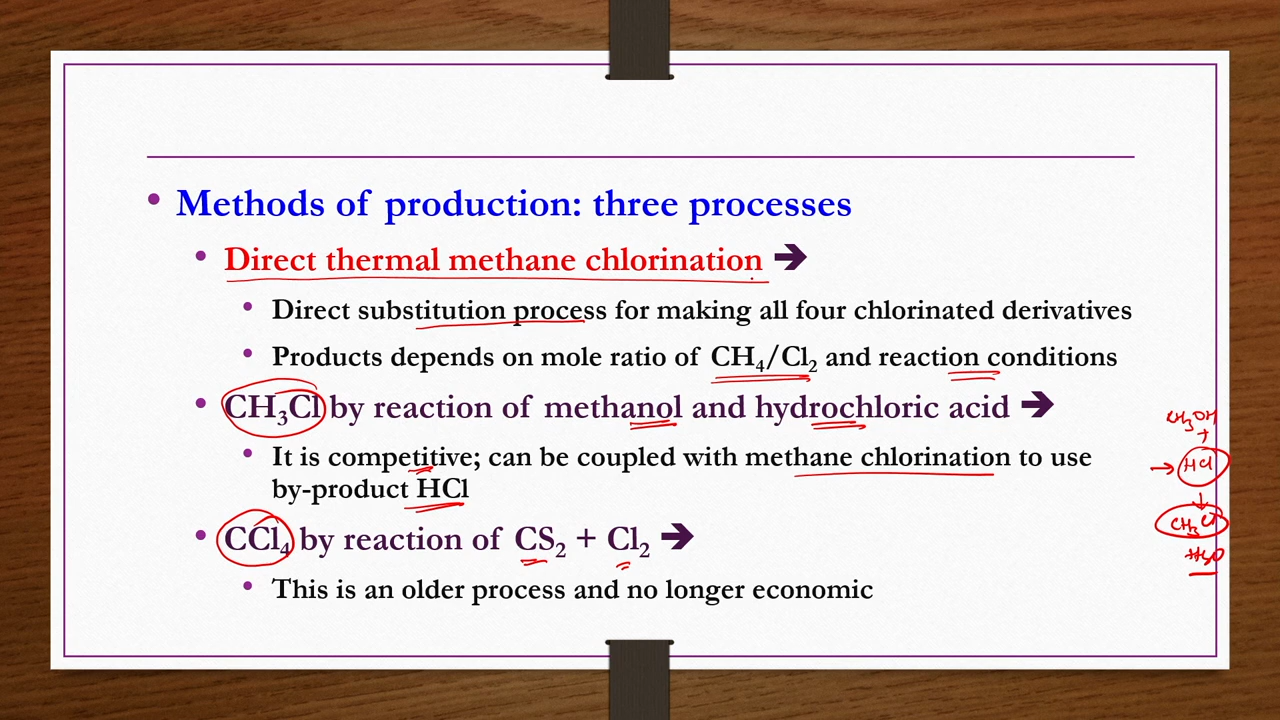 Methods of production: three processes
Direct thermal methane chlorination ➔
Direct substitution process for making all four chlorinated derivatives
Products depends on mole ratio of CH₄/Cl₂ and reaction conditions
CH₃Cl by reaction of methanol and hydrochloric acid ➔
It is competitive; can be coupled with methane chlorination to use
by-product HCl
CCl₄ by reaction of CS₂ + Cl₂ ➔
This is an older process and no longer economic
CH₃OH
+
→ HCl
↓
CH₃Cl
H₂O